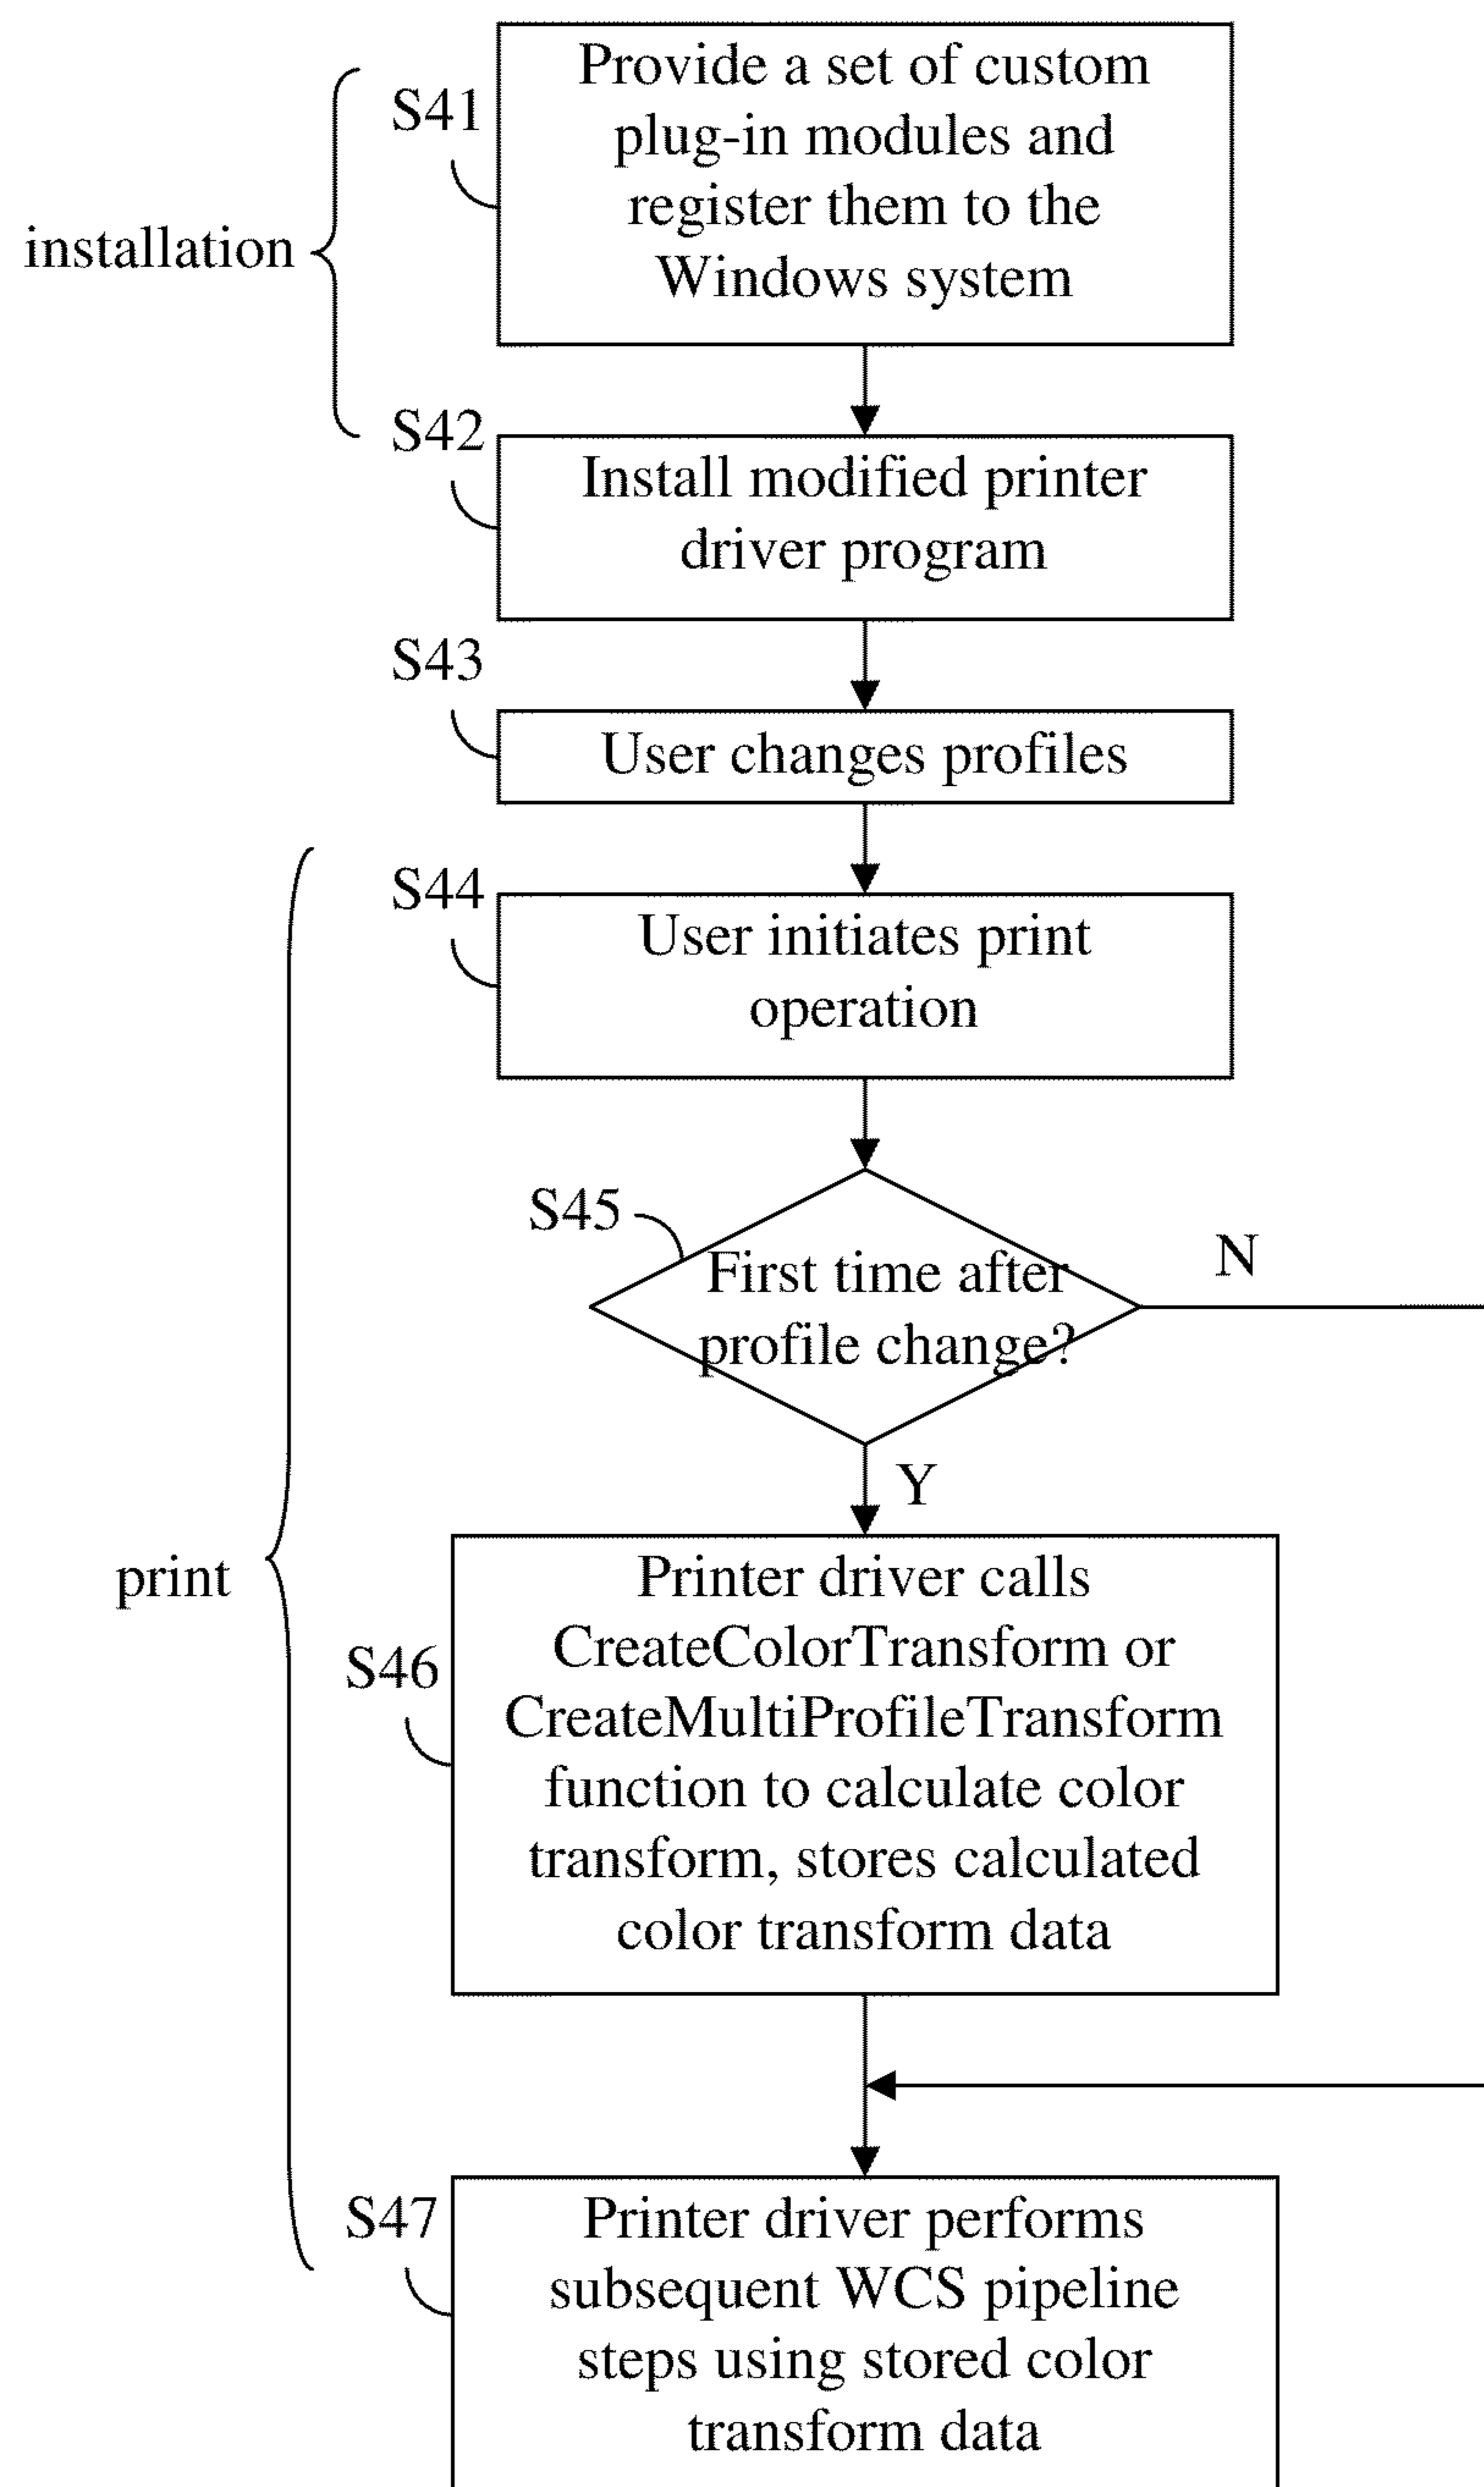 S41
Provide a set of custom
plug-in modules and
register them to the
Windows system
installation
S42
Install modified printer
driver program
S43
User changes profiles
S44
User initiates print
operation
S45
First time after
profile change?
N
Y
print
S46
Printer driver calls
CreateColorTransform or
CreateMultiProfileTransform
function to calculate color
transform, stores calculated
color transform data
S47
Printer driver performs
subsequent WCS pipeline
steps using stored color
transform data